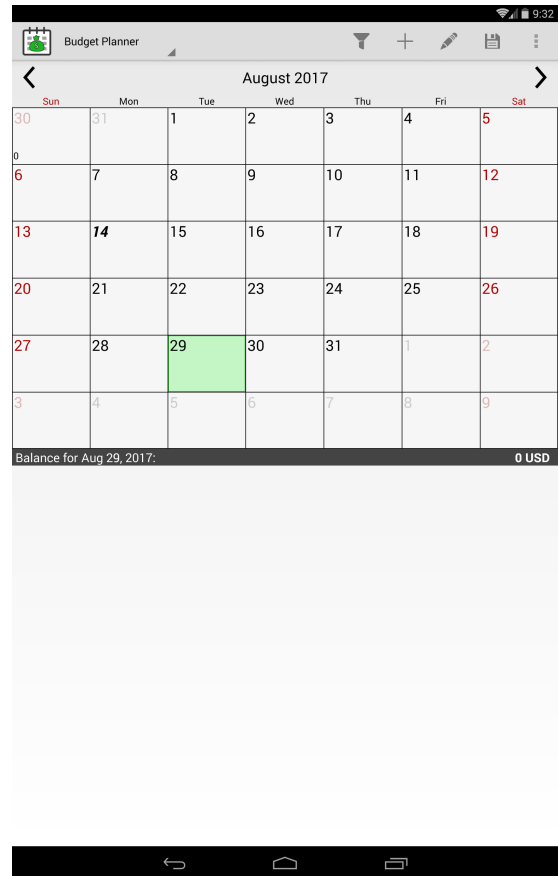 9:32
Budget Planner
August 2017
Sun Mon Tue Wed Thu Fri Sat
30 31 1 2 3 4 5
0
6 7 8 9 10 11 12
13 14 15 16 17 18 19
20 21 22 23 24 25 26
27 28 29 30 31 1 2
3 4 5 6 7 8 9
Balance for Aug 29, 2017: 0 USD